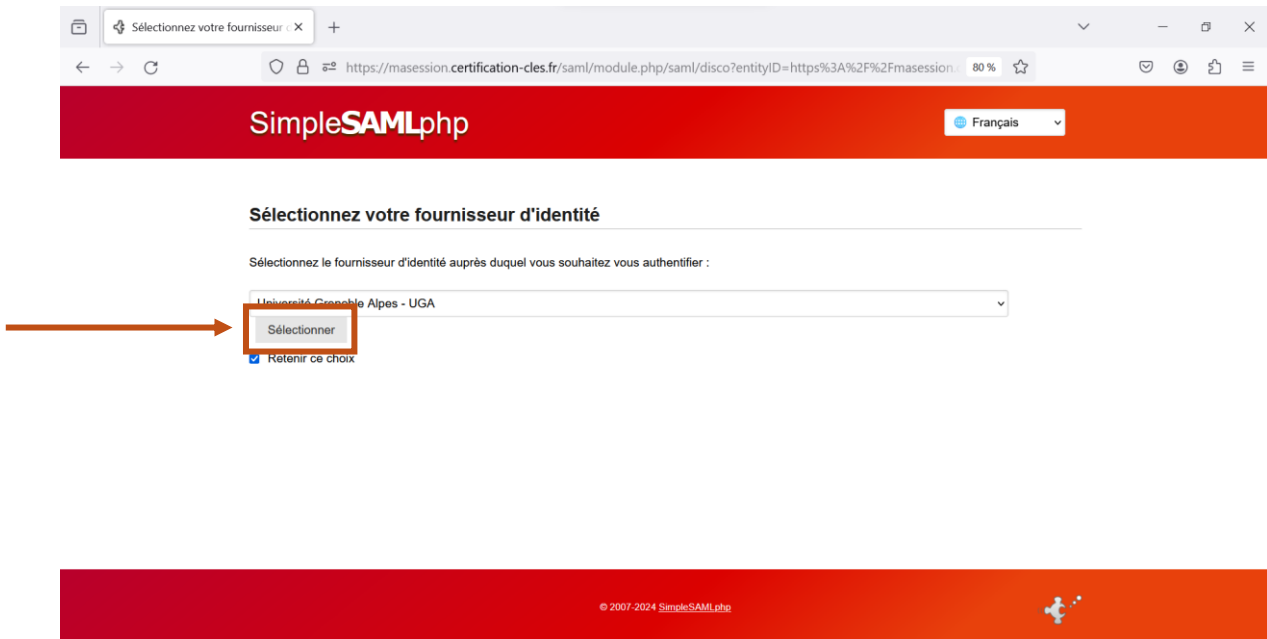 Sélectionnez votre fournisseur d
https://masession.certification-cles.fr/saml/module.php/saml/disco?entityID=https%3A%2F%2Fmasession.
80 %
SimpleSAMLphp
Français
Sélectionnez votre fournisseur d'identité
Sélectionnez le fournisseur d'identité auprès duquel vous souhaitez vous authentifier :
Université Grenoble Alpes - UGA
Sélectionner
Retenir ce choix
© 2007-2024 SimpleSAMLphp